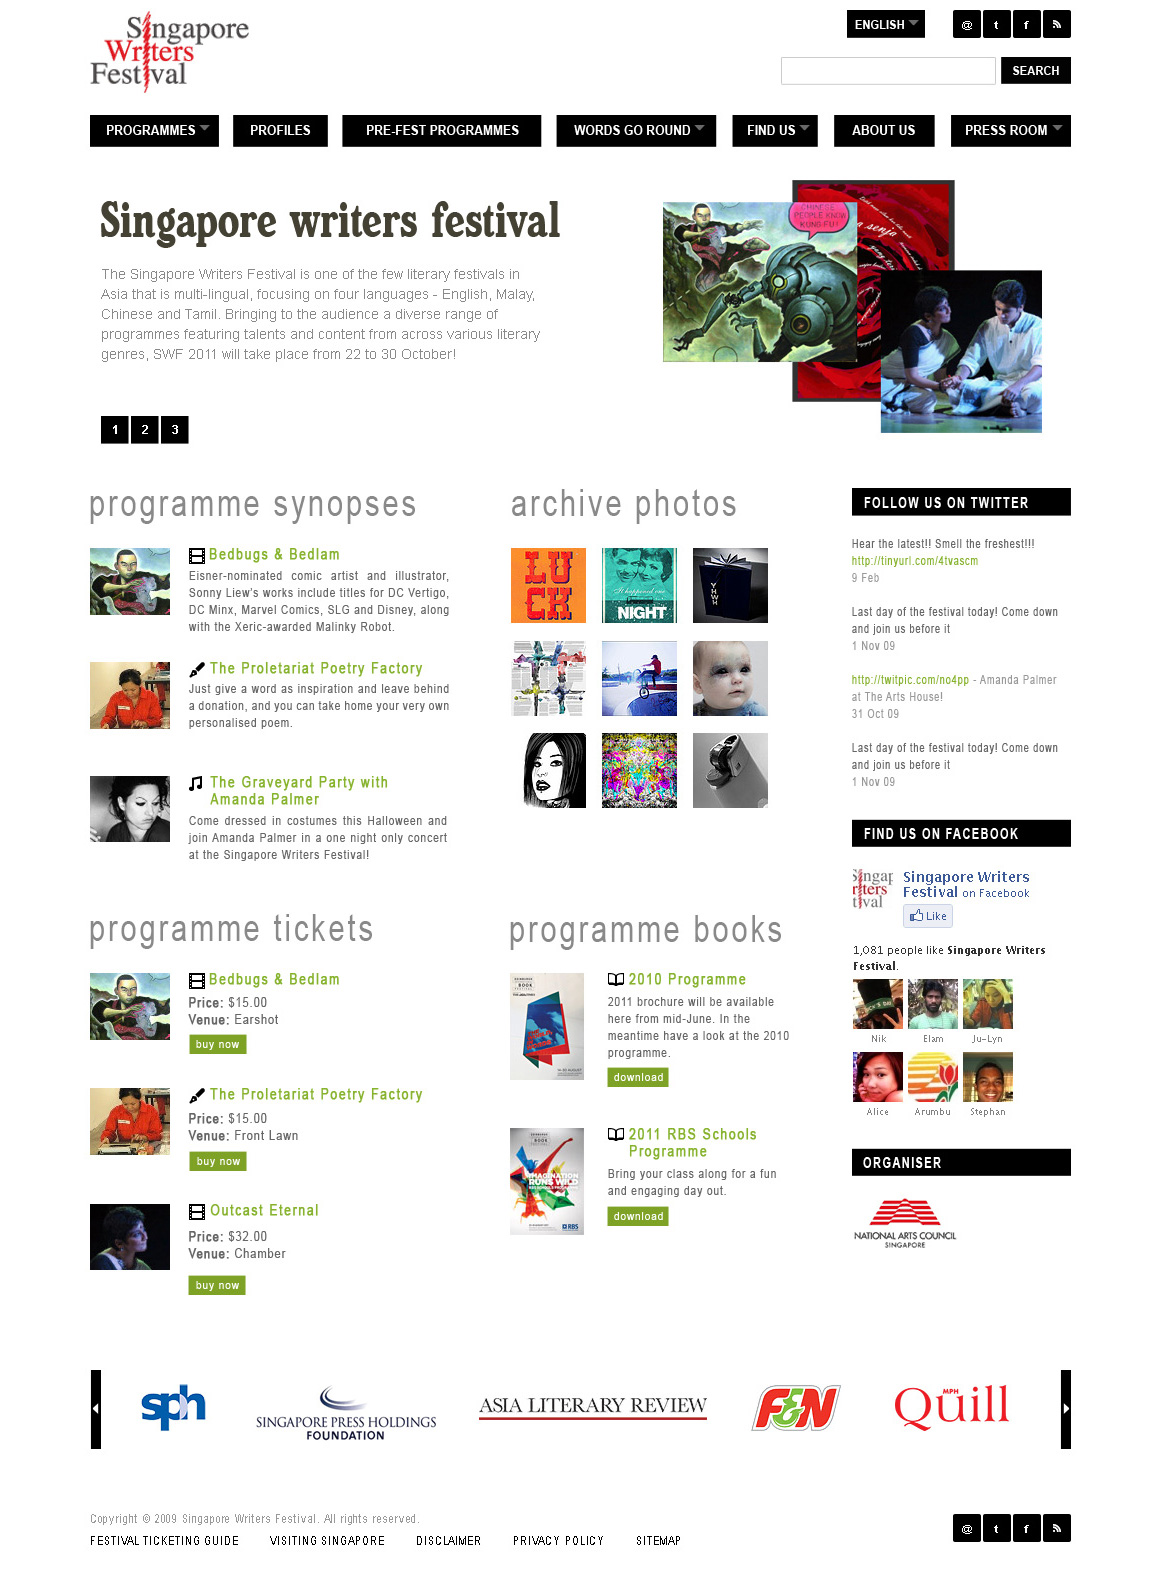 Singapore
Writers
Festival
ENGLISH
@ t f
SEARCH
PROGRAMMES
PROFILES
PRE-FEST PROGRAMMES
WORDS GO ROUND
FIND US
ABOUT US
PRESS ROOM
Singapore writers festival
The Singapore Writers Festival is one of the few literary festivals in
Asia that is multi-lingual, focusing on four languages - English, Malay,
Chinese and Tamil. Bringing to the audience a diverse range of
programmes featuring talents and content from across various literary
genres, SWF 2011 will take place from 22 to 30 October!
CHINESE
PEOPLE KNOW
KUNG-FU!
1 2 3
programme synopses
Bedbugs & Bedlam
Eisner-nominated comic artist and illustrator,
Sonny Liew's works include titles for DC Vertigo,
DC Minx, Marvel Comics, SLG and Disney, along
with the Xeric-awarded Malinky Robot.
The Proletariat Poetry Factory
Just give a word as inspiration and leave behind
a donation, and you can take home your very own
personalised poem.
The Graveyard Party with
Amanda Palmer
Come dressed in costumes this Halloween and
join Amanda Palmer in a one night only concert
at the Singapore Writers Festival!
archive photos
LU
CK
It happened one
NIGHT
YHWH
FOLLOW US ON TWITTER
Hear the latest!! Smell the freshest!!!
http://tinyurl.com/4tvascm
9 Feb
Last day of the festival today! Come down
and join us before it
1 Nov 09
http://twitpic.com/no4pp - Amanda Palmer
at The Arts House!
31 Oct 09
Last day of the festival today! Come down
and join us before it
1 Nov 09
FIND US ON FACEBOOK
Singapore Writers
Festival on Facebook
Like
1,081 people like Singapore Writers
Festival.
Nik Elam Ju-Lyn
Alice Arumbu Stephan
ORGANISER
NATIONAL ARTS COUNCIL
SINGAPORE
programme tickets
Bedbugs & Bedlam
Price: $15.00
Venue: Earshot
buy now
The Proletariat Poetry Factory
Price: $15.00
Venue: Front Lawn
buy now
Outcast Eternal
Price: $32.00
Venue: Chamber
buy now
programme books
2010 Programme
2011 brochure will be available
here from mid-June. In the
meantime have a look at the 2010
programme.
download
BOOK
2011 RBS Schools
Programme
Bring your class along for a fun
and engaging day out.
download
BOOK
IMAGINATION
RUNS WILD
RBS
sph
SINGAPORE PRESS HOLDINGS
FOUNDATION
ASIA LITERARY REVIEW
F&N
MPH
Quill
Copyright © 2009 Singapore Writers Festival. All rights reserved.
FESTIVAL TICKETING GUIDE
VISITING SINGAPORE
DISCLAIMER
PRIVACY POLICY
SITEMAP
@ t f